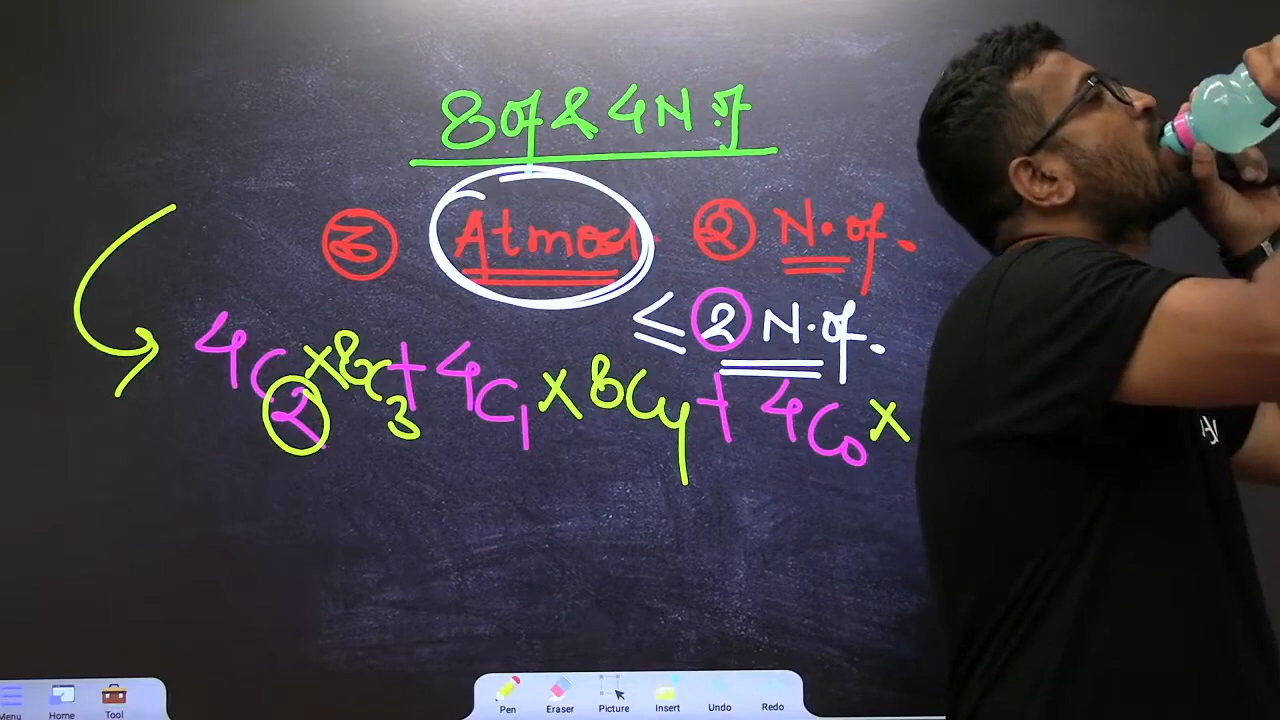 8 of & 4 N.of
③ Atmost. ② N.of.
≤ 2 N.of.
4C2 x 8C3 + 4C1 x 8C4 + 4C0 x
Menu Home Tool Pen Eraser Picture Insert Undo Redo